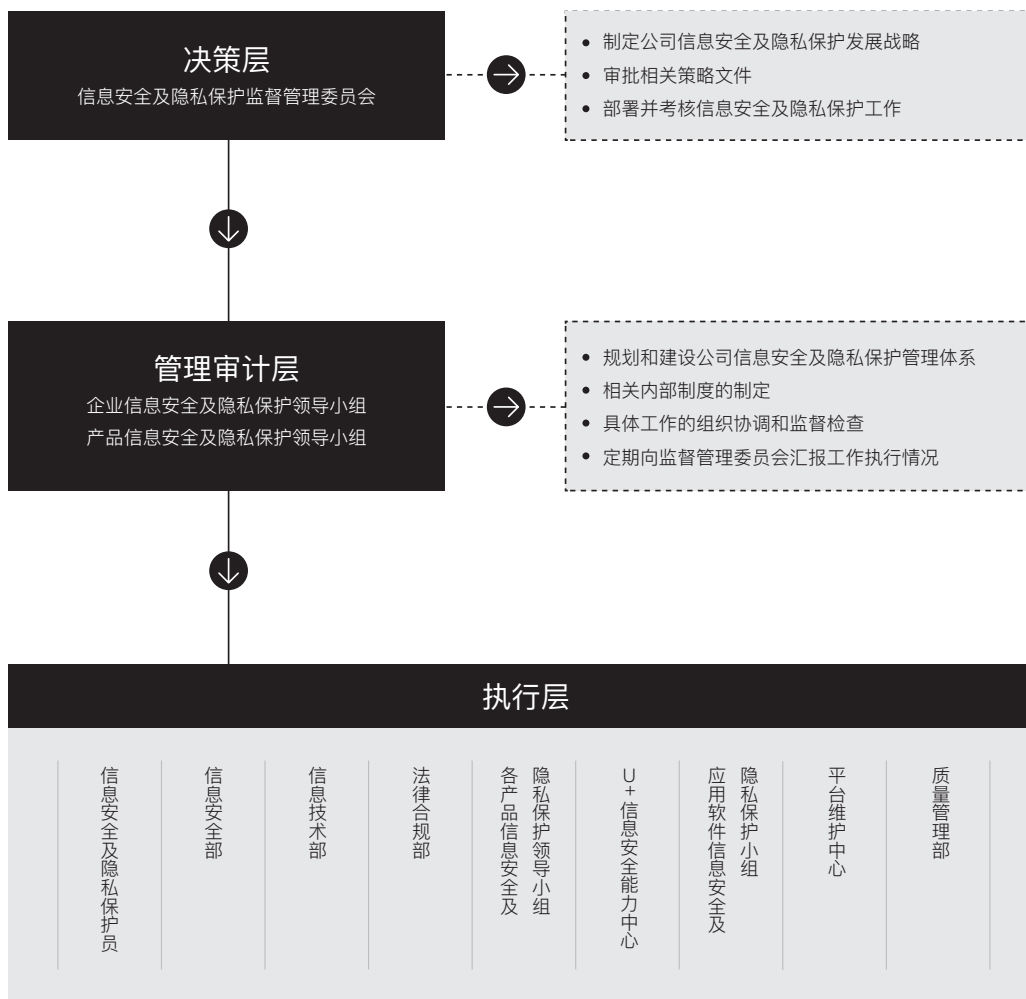 决策层
信息安全及隐私保护监督管理委员会
制定公司信息安全及隐私保护发展战略
审批相关策略文件
部署并考核信息安全及隐私保护工作
管理审计层
企业信息安全及隐私保护领导小组
产品信息安全及隐私保护领导小组
规划和建设公司信息安全及隐私保护管理体系
相关内部制度的制定
具体工作的组织协调和监督检查
定期向监督管理委员会汇报工作执行情况
执行层
信息安全及隐私保护员
信息安全部
信息技术部
法律合规部
各产品信息安全及
隐私保护领导小组
U+信息安全能力中心
应用软件信息安全及
隐私保护小组
平台维护中心
质量管理部